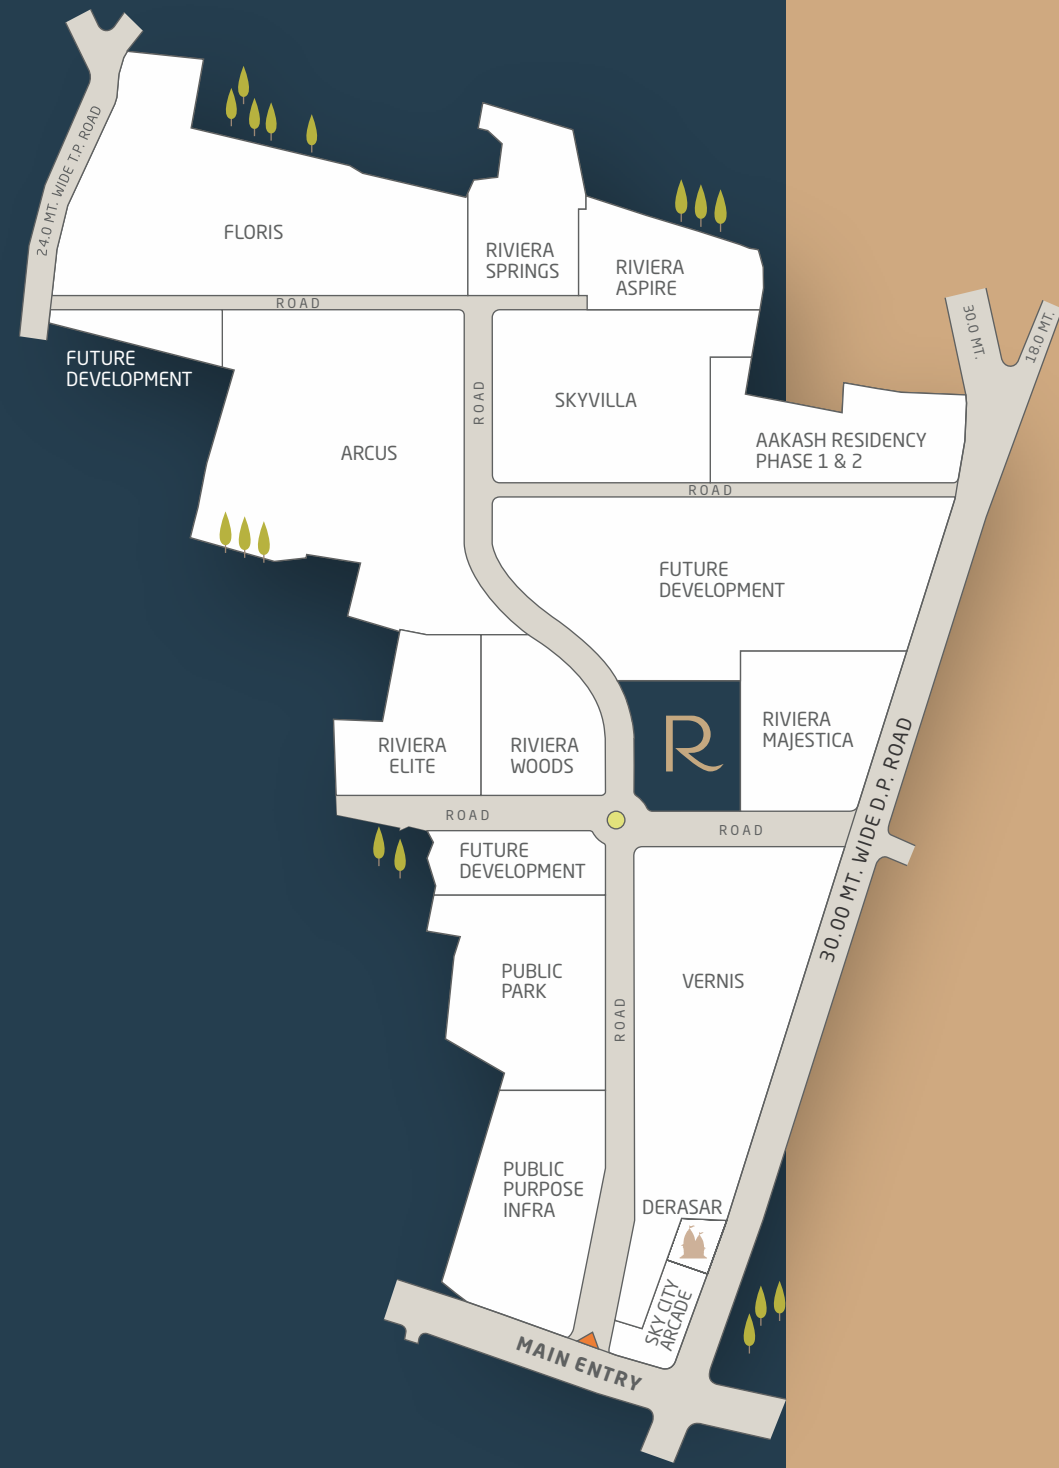 24.0 MT. WIDE T.P. ROAD
FLORIS
RIVIERA
SPRINGS
RIVIERA
ASPIRE
ROAD
30.0 MT.
18.0 MT.
FUTURE
DEVELOPMENT
ROAD
SKYVILLA
ARCUS
AAKASH RESIDENCY
PHASE 1 & 2
ROAD
FUTURE
DEVELOPMENT
R
RIVIERA
MAJESTICA
RIVIERA
ELITE
RIVIERA
WOODS
ROAD
ROAD
30.00 MT. WIDE D.P. ROAD
FUTURE
DEVELOPMENT
PUBLIC
PARK
VERNIS
ROAD
PUBLIC
PURPOSE
INFRA
DERASAR
SKY CITY
ARCADE
MAIN ENTRY